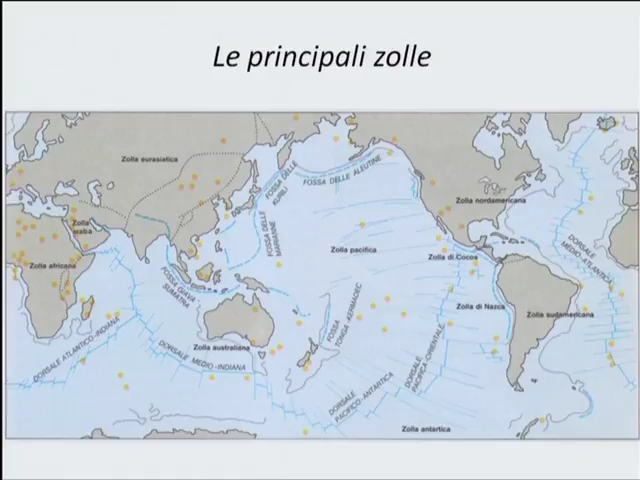 Le principali zolle
Zolla eurasiatica
FOSSA DELLE
KURILI
FOSSA DELLE ALEUTINE
Zolla nordamericana
Zolla
araba
FOSSA DELLE
MARIANNE
Zolla pacifica
Zolla di Cocos
DORSALE
MEDIO-ATLANTICA
Zolla africana
FOSSA GIAVA
SUMATRA
FOSSA
TONGA-KERMADEC
Zolla di Nazca
Zolla sudamericana
DORSALE ATLANTICO-INDIANA
Zolla australiana
DORSALE MEDIO-INDIANA
DORSALE
PACIFICA-ORIENTALE
DORSALE
PACIFICO-ANTARTICA
Zolla antartica